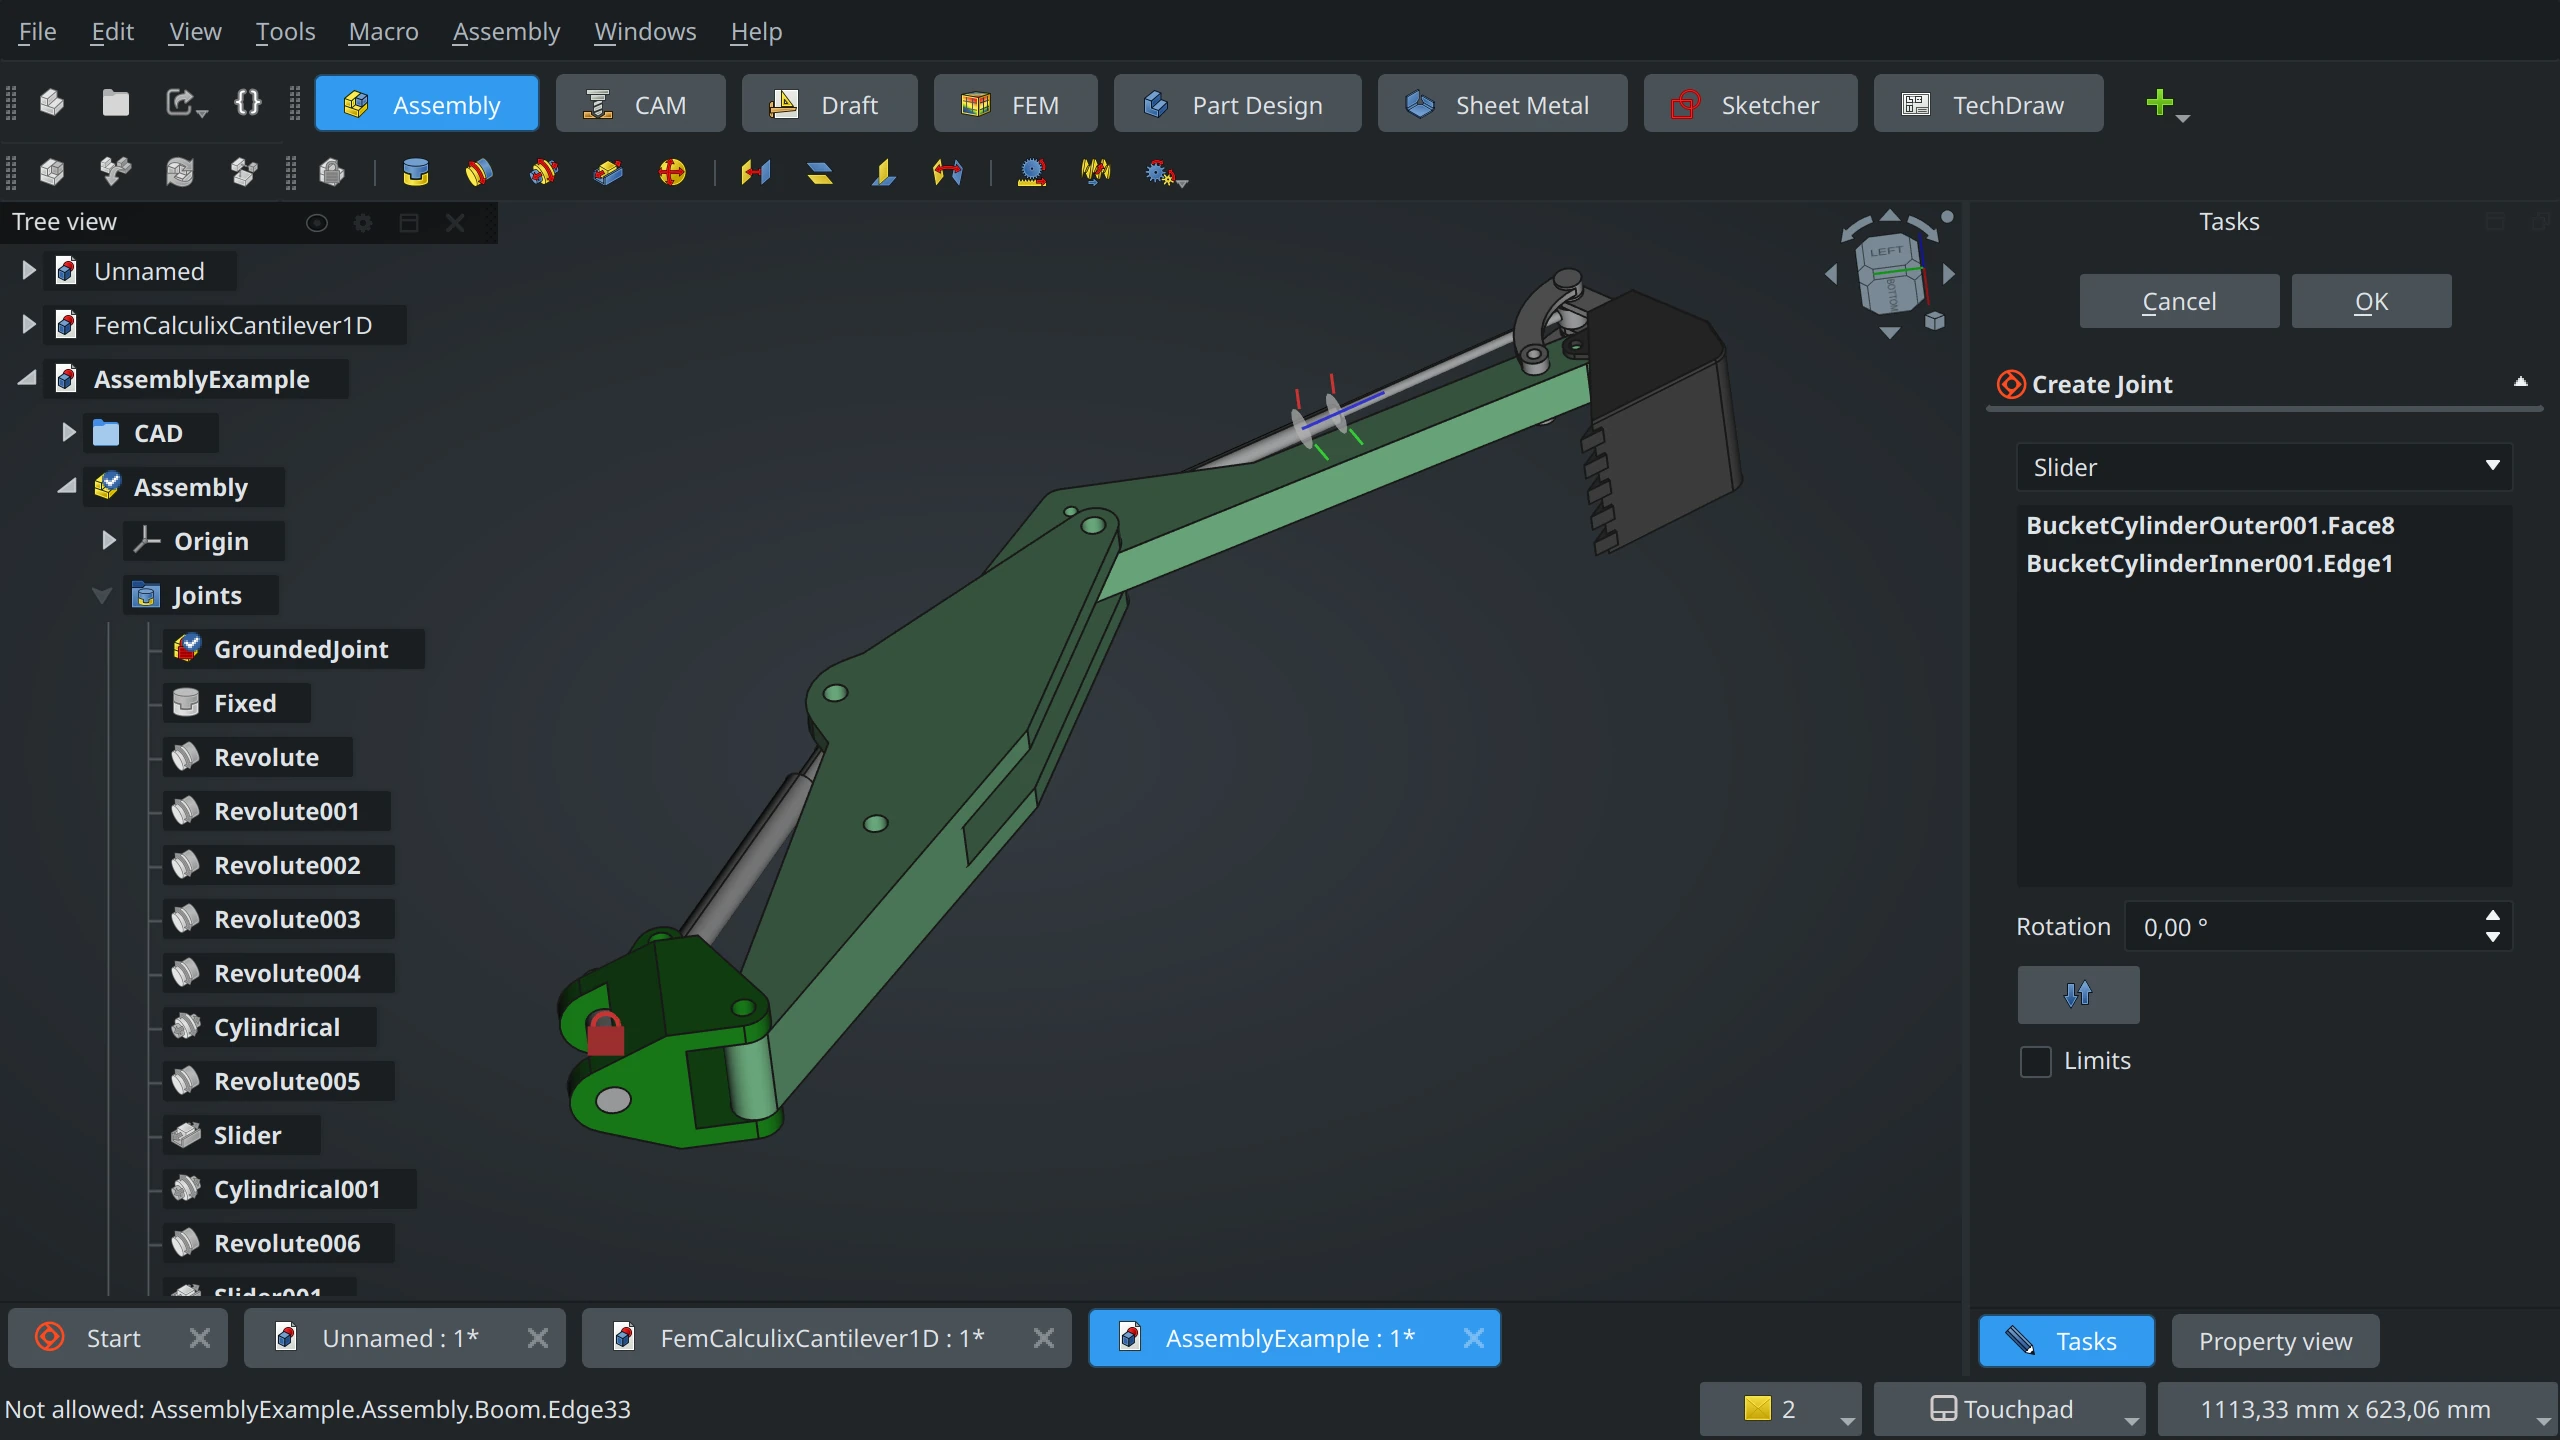 File Edit View Tools Macro Assembly Windows Help
Assembly CAM Draft FEM Part Design Sheet Metal Sketcher TechDraw
Tree view
Unnamed
FemCalculixCantilever1D
AssemblyExample
CAD
Assembly
Origin
Joints
GroundedJoint
Fixed
Revolute
Revolute001
Revolute002
Revolute003
Revolute004
Cylindrical
Revolute005
Slider
Cylindrical001
Revolute006
Slider001
LEFT
BOTTOM
Tasks
Cancel OK
Create Joint
Slider
BucketCylinderOuter001.Face8
BucketCylinderInner001.Edge1
Rotation 0,00 °
Limits
Start Unnamed : 1* FemCalculixCantilever1D : 1* AssemblyExample : 1*
Tasks Property view
Not allowed: AssemblyExample.Assembly.Boom.Edge33
2 Touchpad 1113,33 mm x 623,06 mm